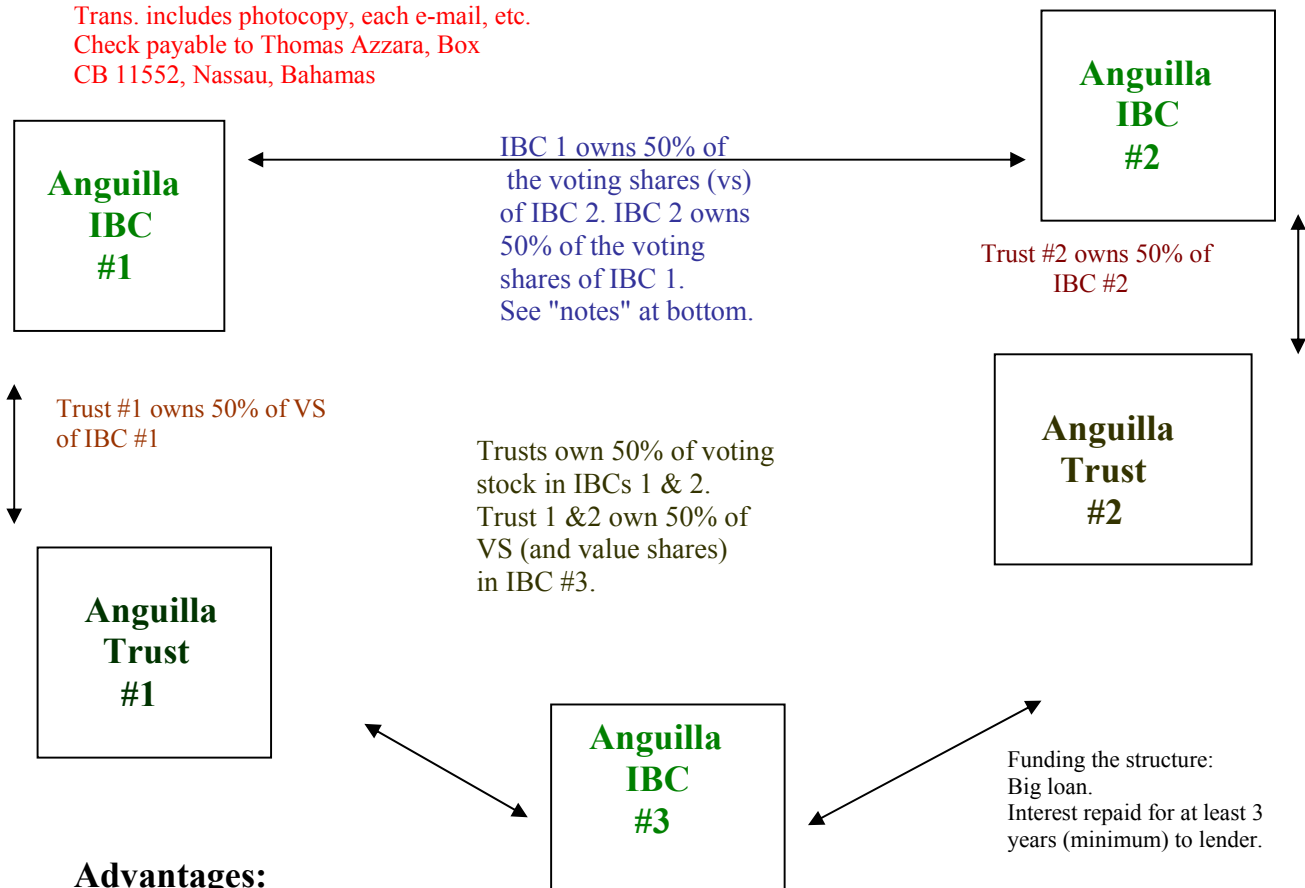 Trans. includes photocopy, each e-mail, etc.
Check payable to Thomas Azzara, Box
CB 11552, Nassau, Bahamas
Anguilla
IBC
#2
IBC 1 owns 50% of
the voting shares (vs)
of IBC 2. IBC 2 owns
50% of the voting
shares of IBC 1.
See "notes" at bottom.
Anguilla
IBC
#1
Trust #2 owns 50% of
IBC #2
Trust #1 owns 50% of VS
of IBC #1
Trusts own 50% of voting
stock in IBCs 1 & 2.
Trust 1 &2 own 50% of
VS (and value shares)
in IBC #3.
Anguilla
Trust
#2
Anguilla
Trust
#1
Anguilla
IBC
#3
Funding the structure:
Big loan.
Interest repaid for at least 3
years (minimum) to lender.
Advantages: